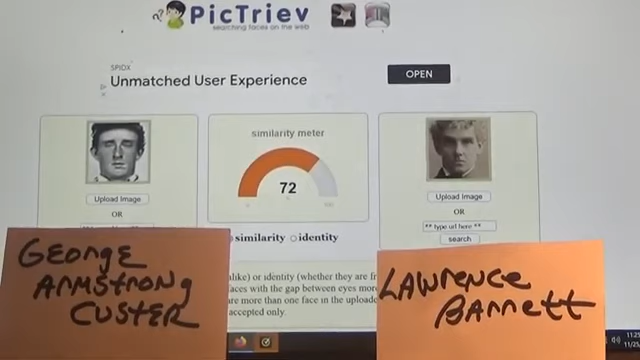 PicTriev
searching faces on the web
SPIDX
Unmatched User Experience
OPEN
similarity meter
72
Upload Image
OR
Upload Image
OR
** type url here **
search
similarity identity
alike) or identity (whether they are fr
faces with the gap between eyes more
are more than one face in the uploade
accepted only.
GEORGE
ARMSTRONG
CUSTER
LAWRENCE
BARRETT